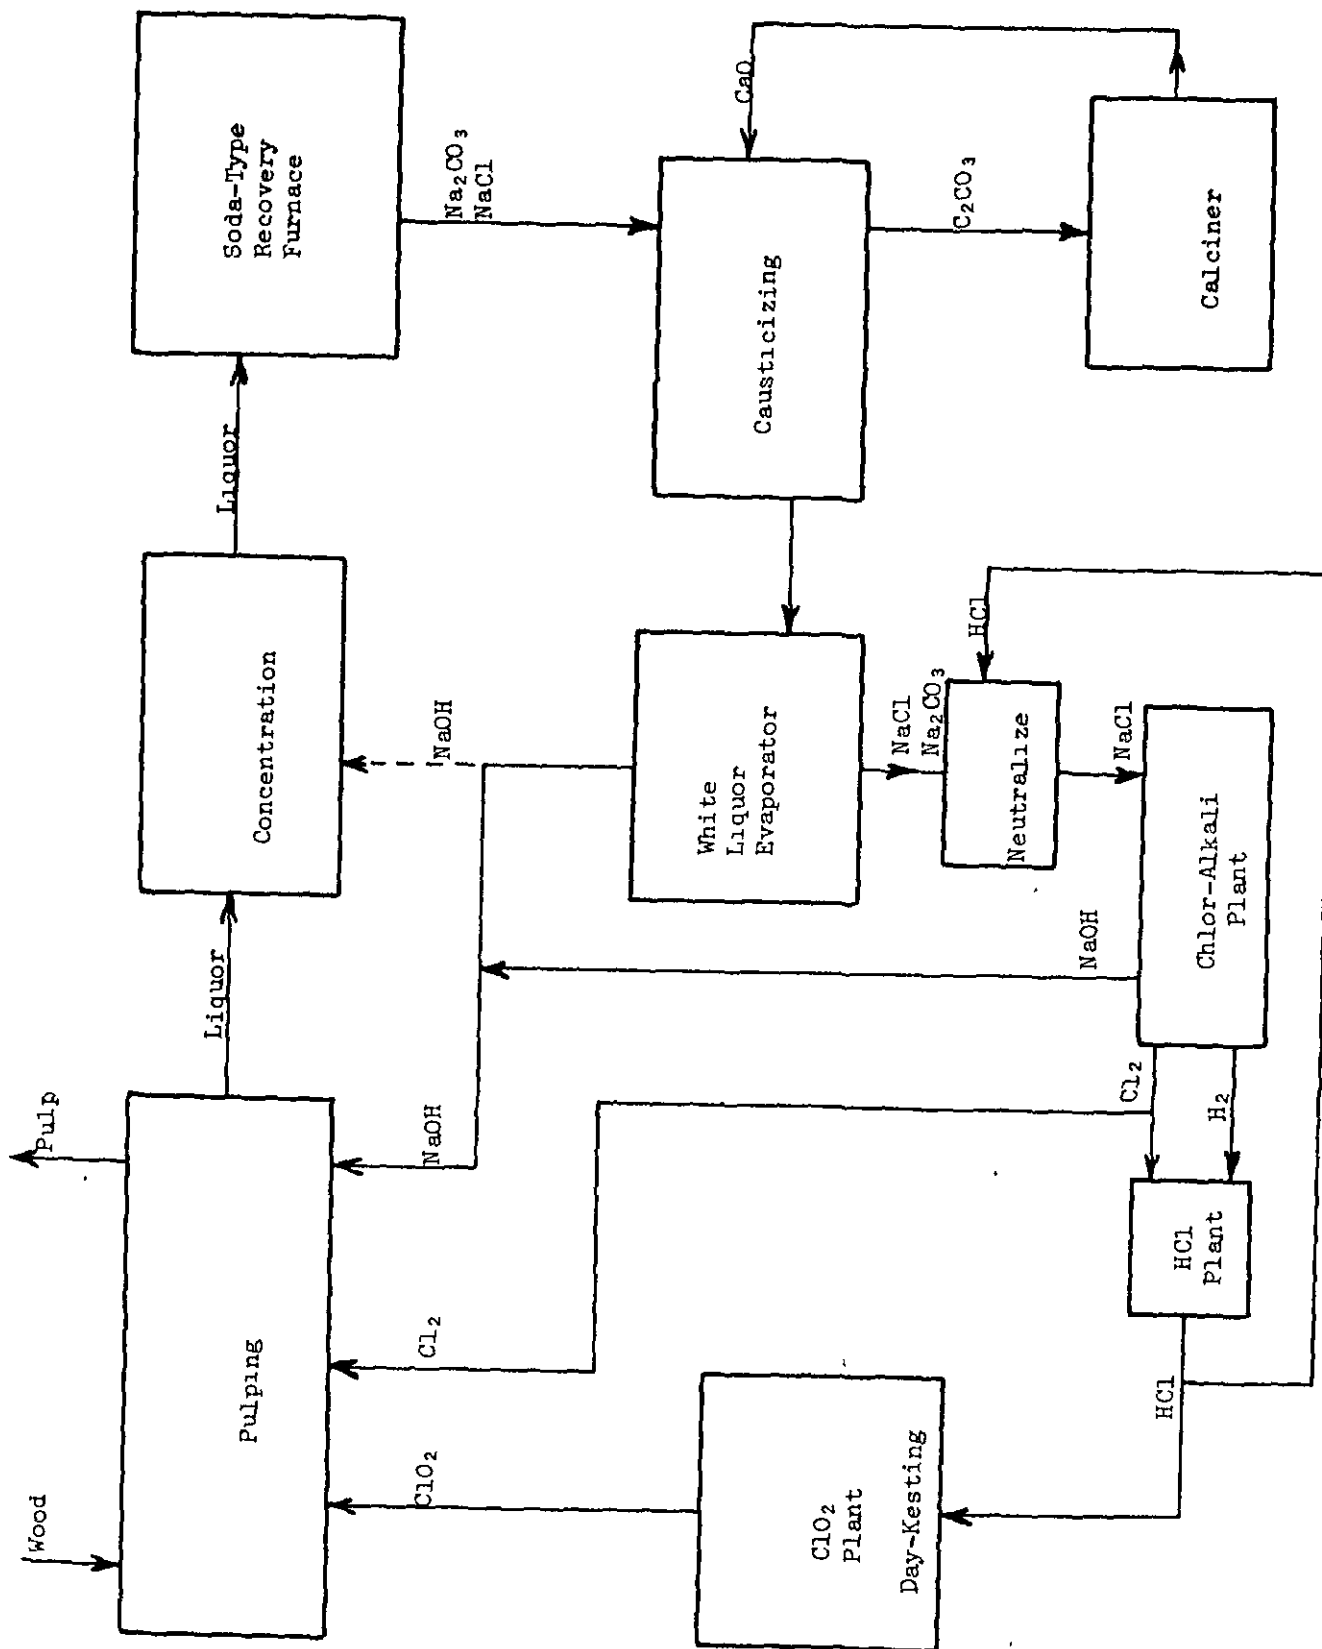 Wood
Pulp
Pulping
Liquor
Concentration
Liquor
Soda-Type
Recovery
Furnace
ClO₂
Cl₂
NaOH
NaOH
Na₂CO₃
NaCl
CaO
ClO₂
Plant
Day-Kesting
White
Liquor
Evaporator
Causticizing
C₂CO₃
Calciner
NaCl
Na₂CO₃
HCl
Neutralize
NaCl
NaOH
Chlor-Alkali
Plant
Cl₂
H₂
HCl
Plant
HCl